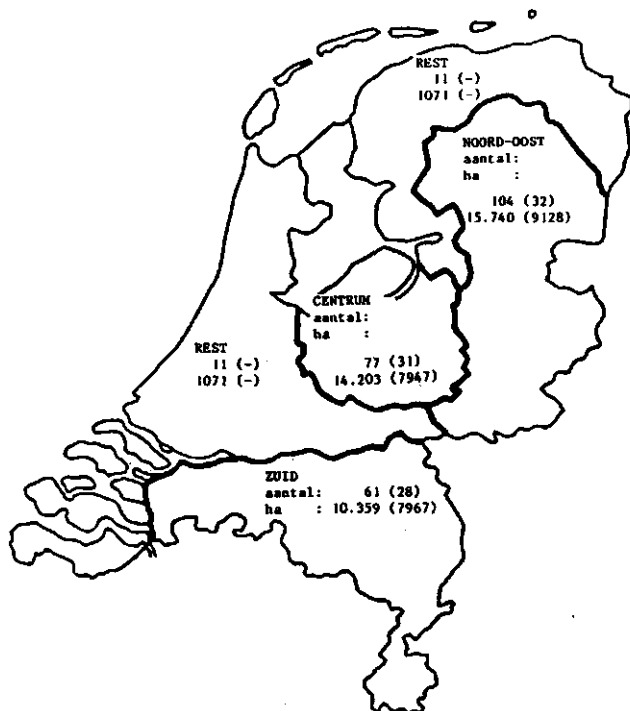 REST
11 (-)
1071 (-)
NOORD-OOST
aantal:
ha :
104 (32)
15.740 (9128)
CENTRUM
aantal:
ha :
77 (31)
14.203 (7947)
REST
11 (-)
1071 (-)
ZUID
aantal: 61 (28)
ha : 10.359 (7967)